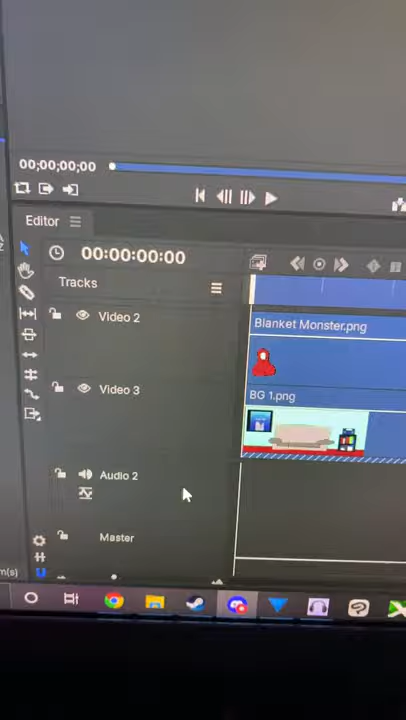 00;00;00;00
Editor
00:00:00:00
Tracks
Video 2
Blanket Monster.png
Video 3
BG 1.png
Audio 2
Master
m(s)